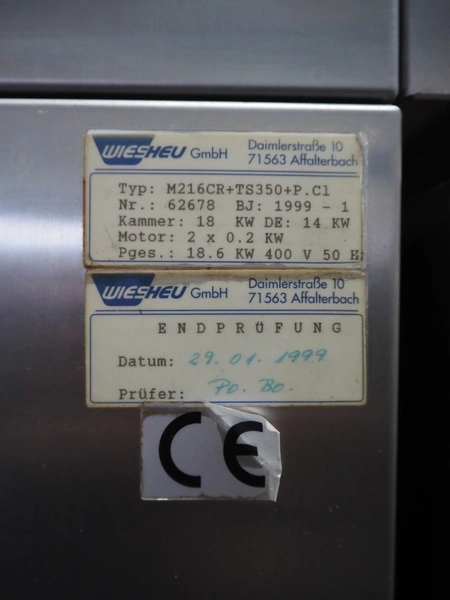 WIESHEU GmbH Daimlerstraße 10
71563 Affalterbach
Typ: M216CR+TS350+P.Cl
Nr.: 62678 BJ: 1999 - 1
Kammer: 18 KW DE: 14 KW
Motor: 2 x 0.2 KW
Pges.: 18.6 KW 400 V 50 H
WIESHEU GmbH Daimlerstraße 10
71563 Affalterbach
ENDPRÜFUNG
Datum: 29.01.1999
Prüfer: Po. Bo.
CE